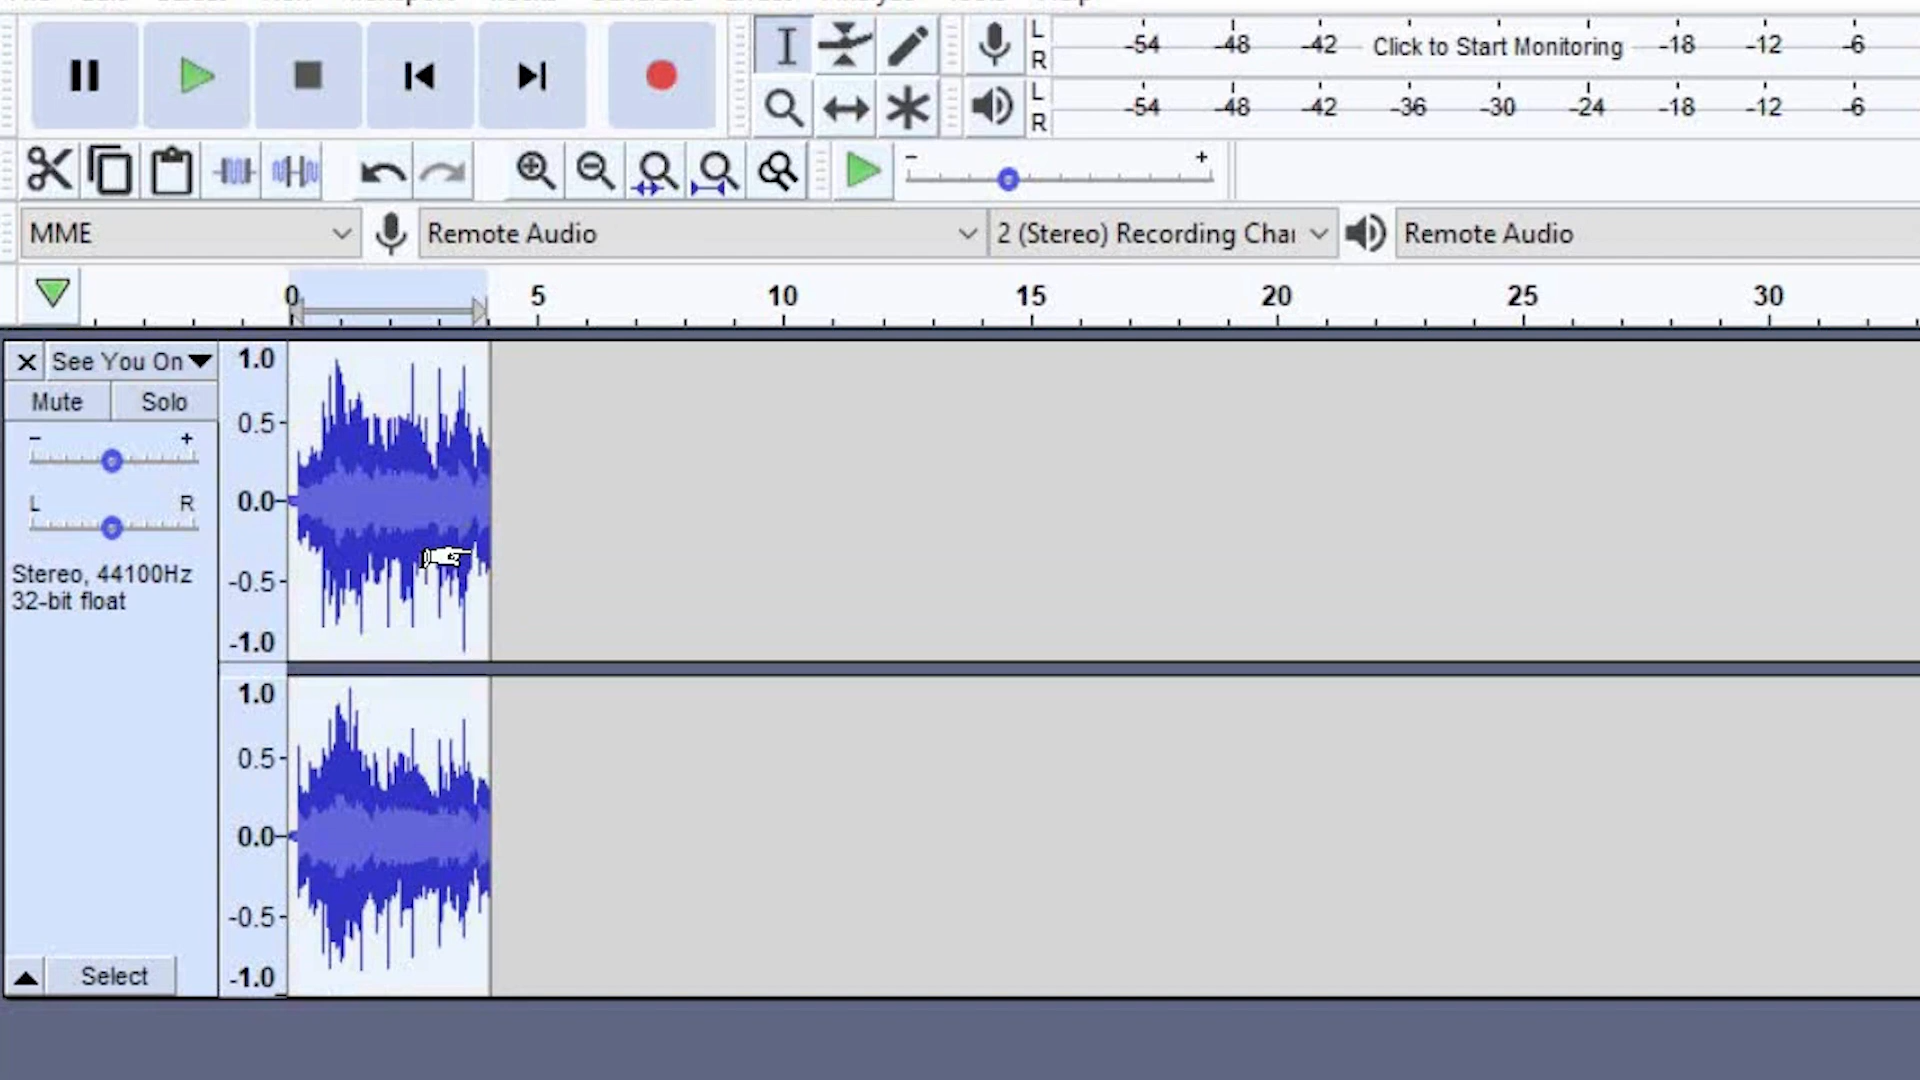 L
R
-54 -48 -42 Click to Start Monitoring -18 -12 -6
L
R
-54 -48 -42 -36 -30 -24 -18 -12 -6
- +
MME
Remote Audio
2 (Stereo) Recording Chai
Remote Audio
0 5 10 15 20 25 30
See You On
Mute Solo
- +
L R
Stereo, 44100Hz
32-bit float
Select
1.0
0.5-
0.0-
-0.5-
-1.0
1.0
0.5-
0.0-
-0.5-
-1.0